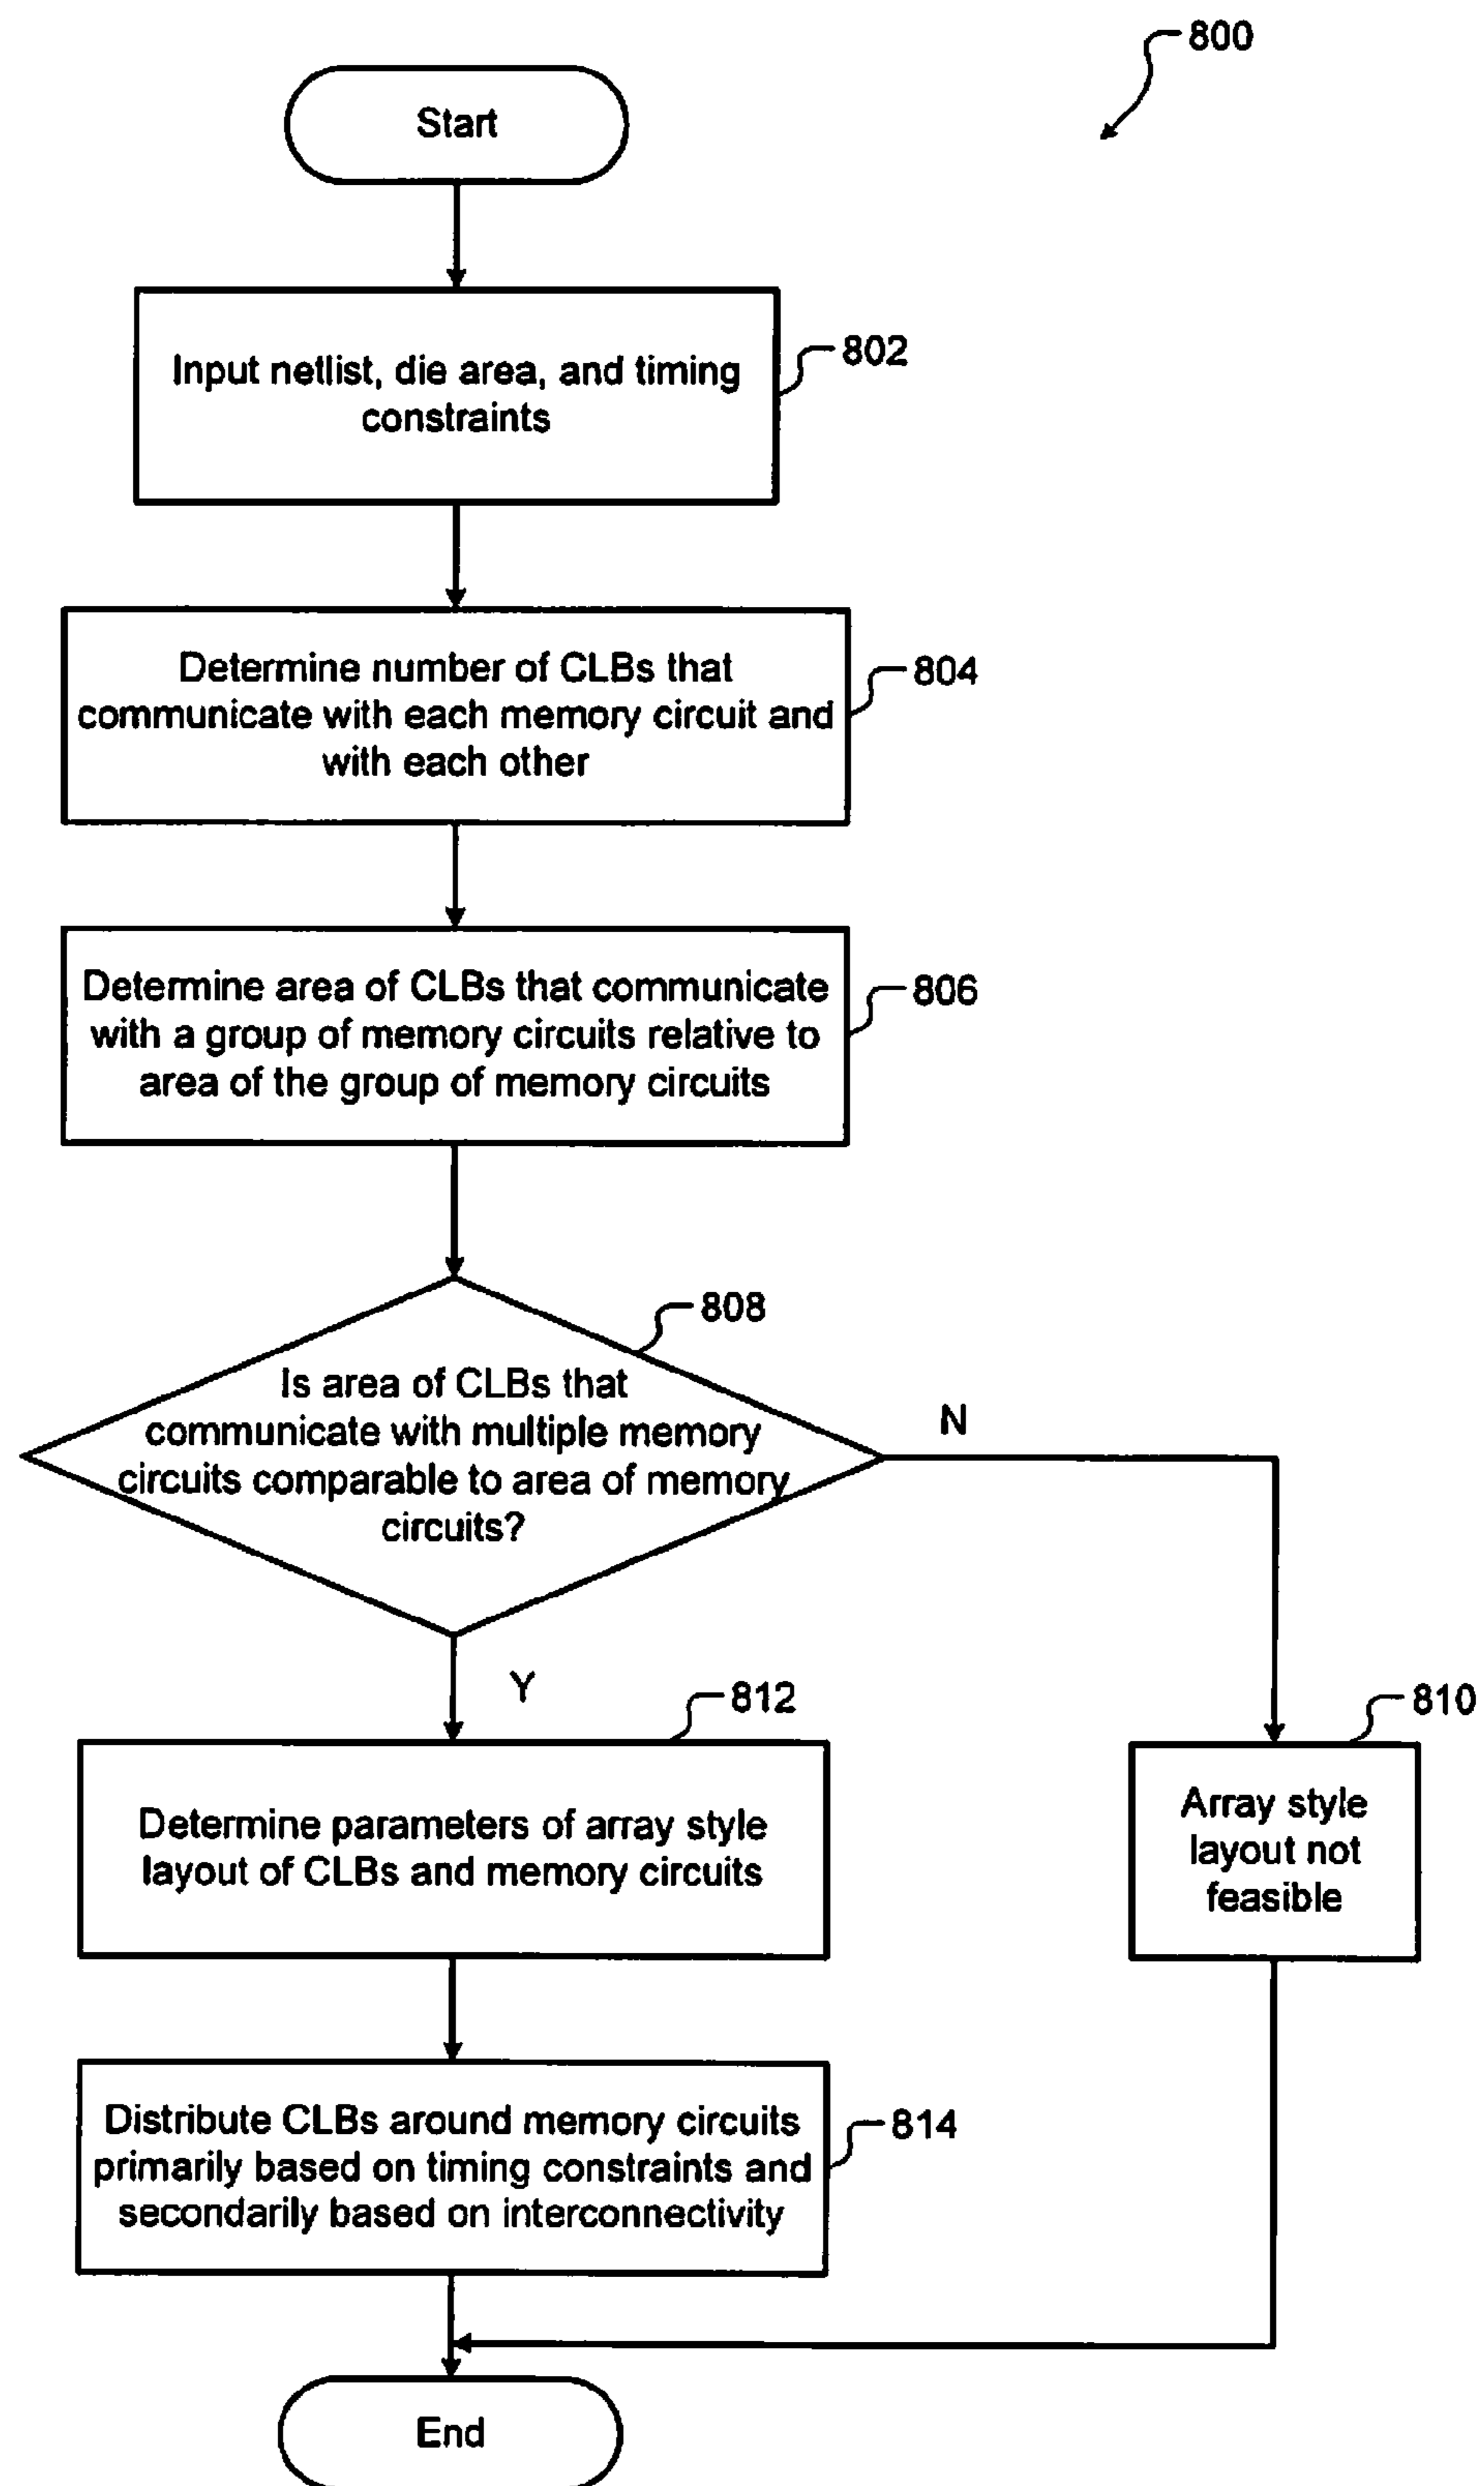 800
Start
Input netlist, die area, and timing
constraints
802
Determine number of CLBs that
communicate with each memory circuit and
with each other
804
Determine area of CLBs that communicate
with a group of memory circuits relative to
area of the group of memory circuits
806
808
Is area of CLBs that
communicate with multiple memory
circuits comparable to area of memory
circuits?
N
Y
812
Determine parameters of array style
layout of CLBs and memory circuits
810
Array style
layout not
feasible
Distribute CLBs around memory circuits
primarily based on timing constraints and
secondarily based on interconnectivity
814
End